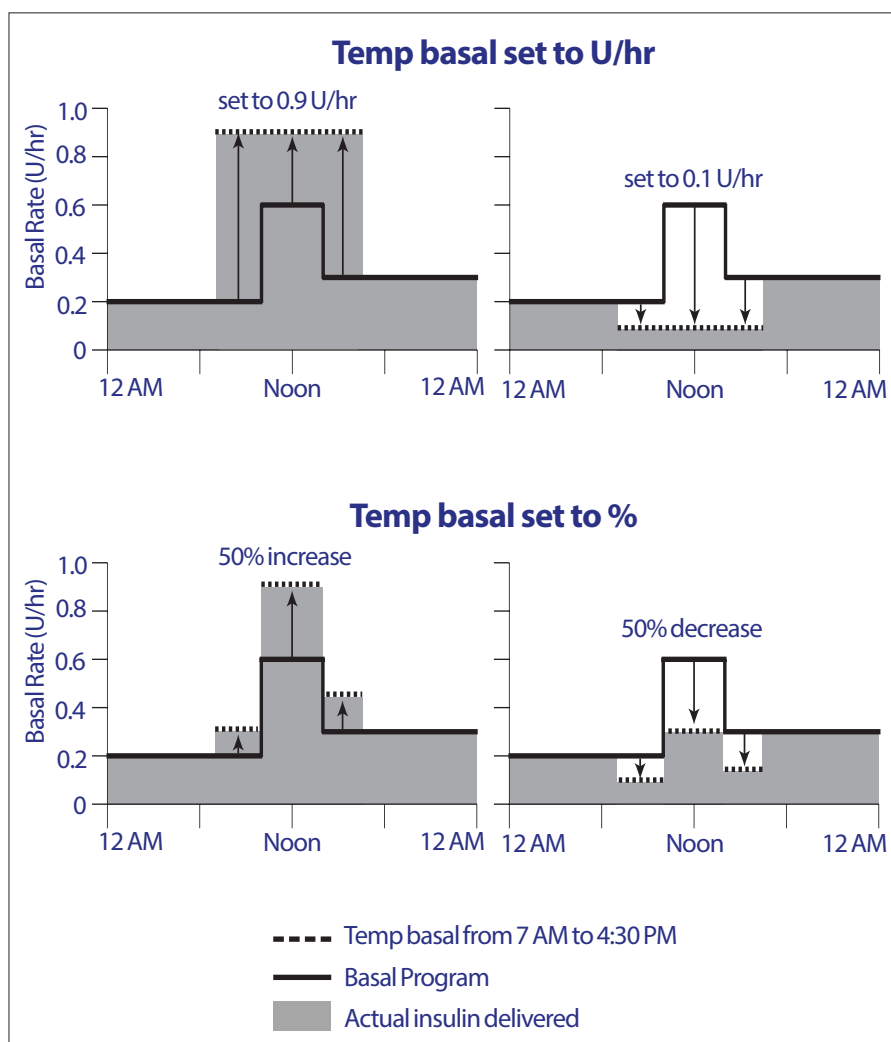 Temp basal set to U/hr
set to 0.9 U/hr
set to 0.1 U/hr
Basal Rate (U/hr)
1.0
0.8
0.6
0.4
0.2
0
12 AM Noon 12 AM 12 AM Noon 12 AM
Temp basal set to %
50% increase
50% decrease
Basal Rate (U/hr)
1.0
0.8
0.6
0.4
0.2
0
12 AM Noon 12 AM 12 AM Noon 12 AM
Temp basal from 7 AM to 4:30 PM
Basal Program
Actual insulin delivered